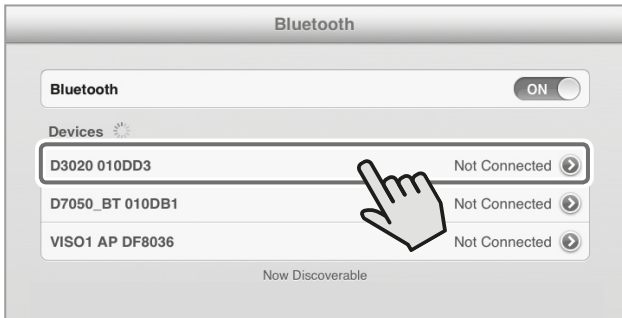 Bluetooth
Bluetooth ON
Devices
D3020 010DD3 Not Connected
D7050_BT 010DB1 Not Connected
VISO1 AP DF8036 Not Connected
Now Discoverable